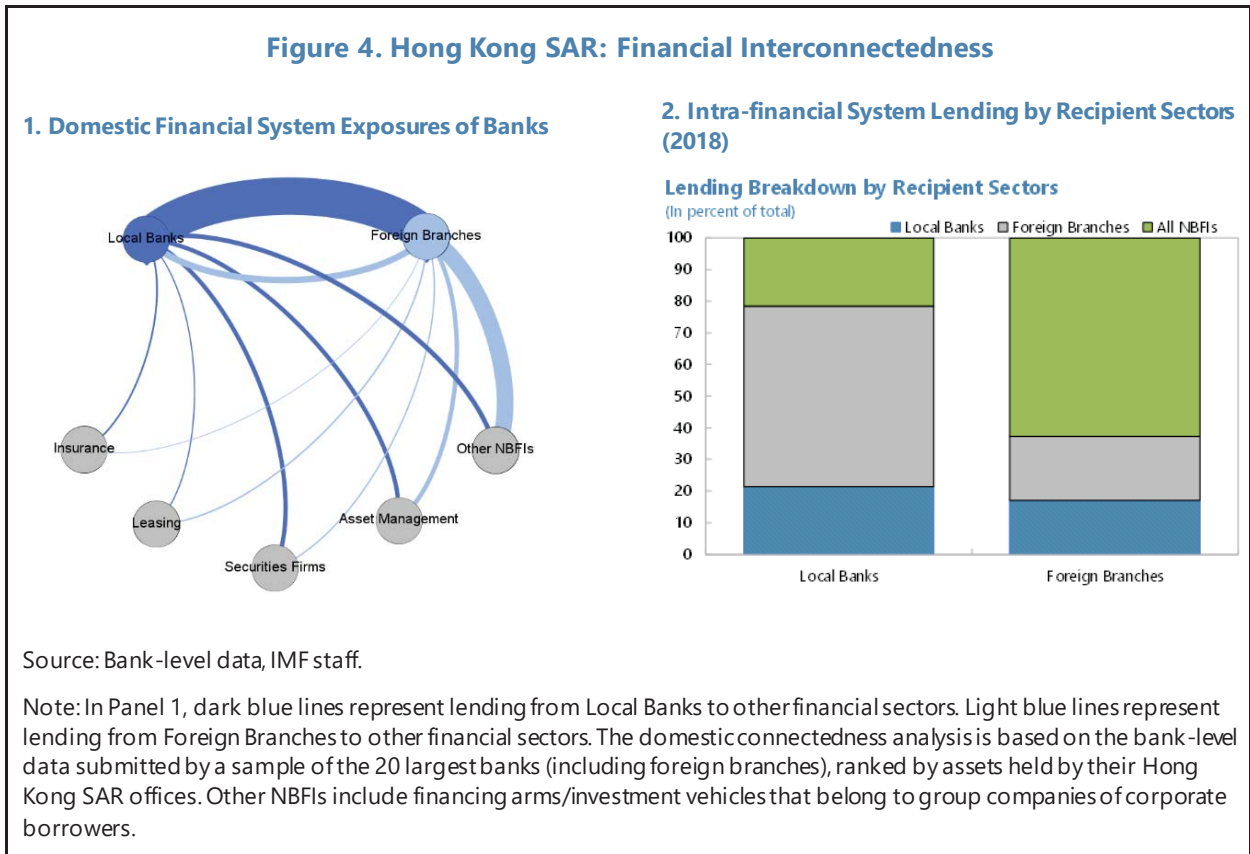 Figure 4. Hong Kong SAR: Financial Interconnectedness
1. Domestic Financial System Exposures of Banks
Local Banks
Foreign Branches
Insurance
Other NBFIs
Leasing
Asset Management
Securities Firms
2. Intra-financial System Lending by Recipient Sectors
(2018)
Lending Breakdown by Recipient Sectors
(In percent of total)
Local Banks Foreign Branches All NBFIs
100
90
80
70
60
50
40
30
20
10
0
Local Banks Foreign Branches
Source: Bank-level data, IMF staff.
Note: In Panel 1, dark blue lines represent lending from Local Banks to other financial sectors. Light blue lines represent
lending from Foreign Branches to other financial sectors. The domestic connectedness analysis is based on the bank-level
data submitted by a sample of the 20 largest banks (including foreign branches), ranked by assets held by their Hong
Kong SAR offices. Other NBFIs include financing arms/investment vehicles that belong to group companies of corporate
borrowers.